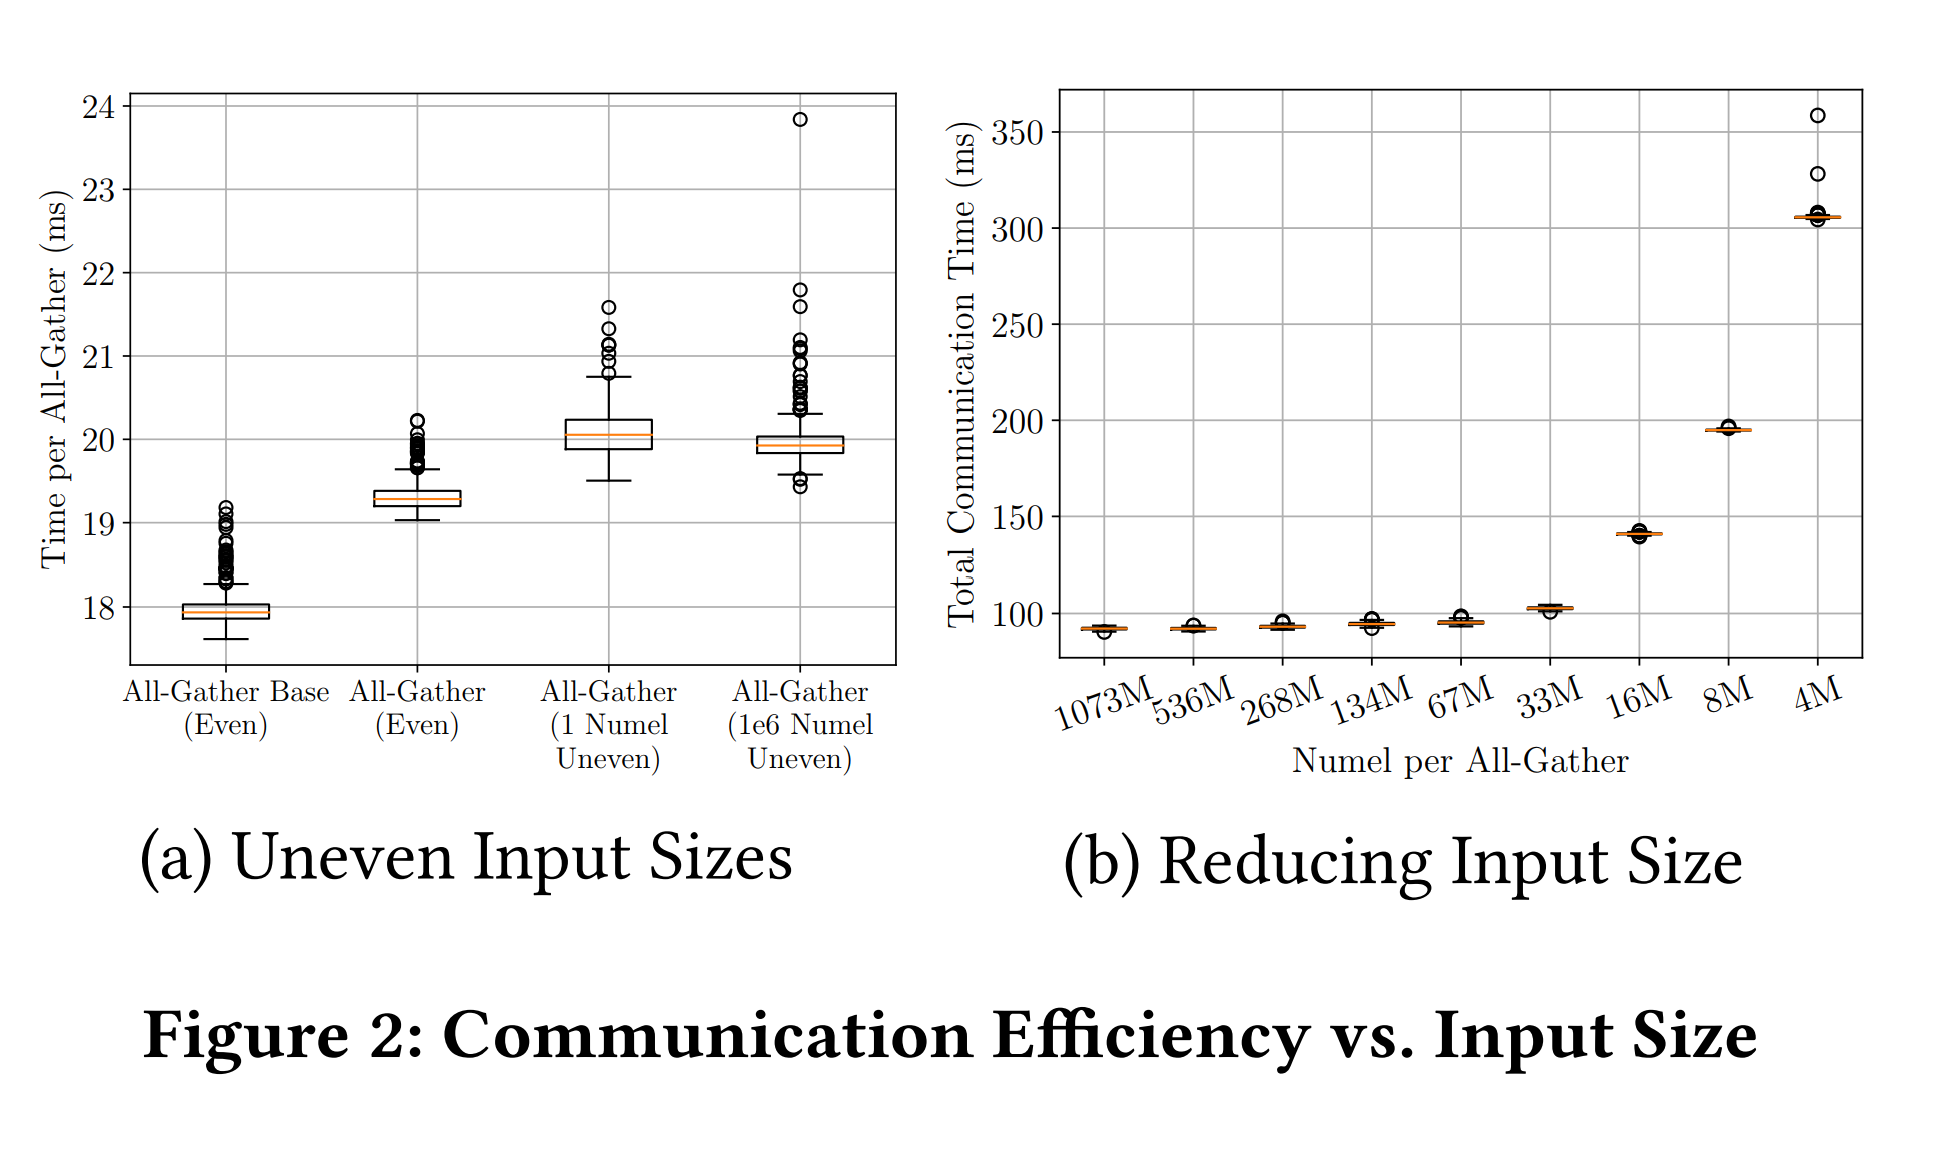 Time per All-Gather (ms)
24
23
22
21
20
19
18
All-Gather Base
(Even)
All-Gather
(Even)
All-Gather
(1 Numel
Uneven)
All-Gather
(1e6 Numel
Uneven)
(a) Uneven Input Sizes
Total Communication Time (ms)
350
300
250
200
150
100
1073M
536M
268M
134M
67M
33M
16M
8M
4M
Numel per All-Gather
(b) Reducing Input Size
Figure 2: Communication Efficiency vs. Input Size